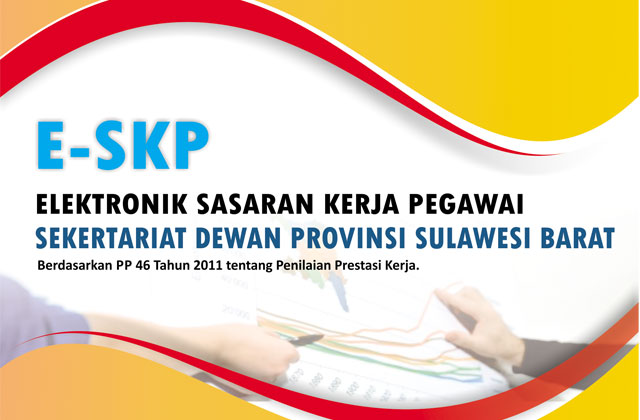 E-SKP
ELEKTRONIK SASARAN KERJA PEGAWAI
SEKERTARIAT DEWAN PROVINSI SULAWESI BARAT
Berdasarkan PP 46 Tahun 2011 tentang Penilaian Prestasi Kerja.